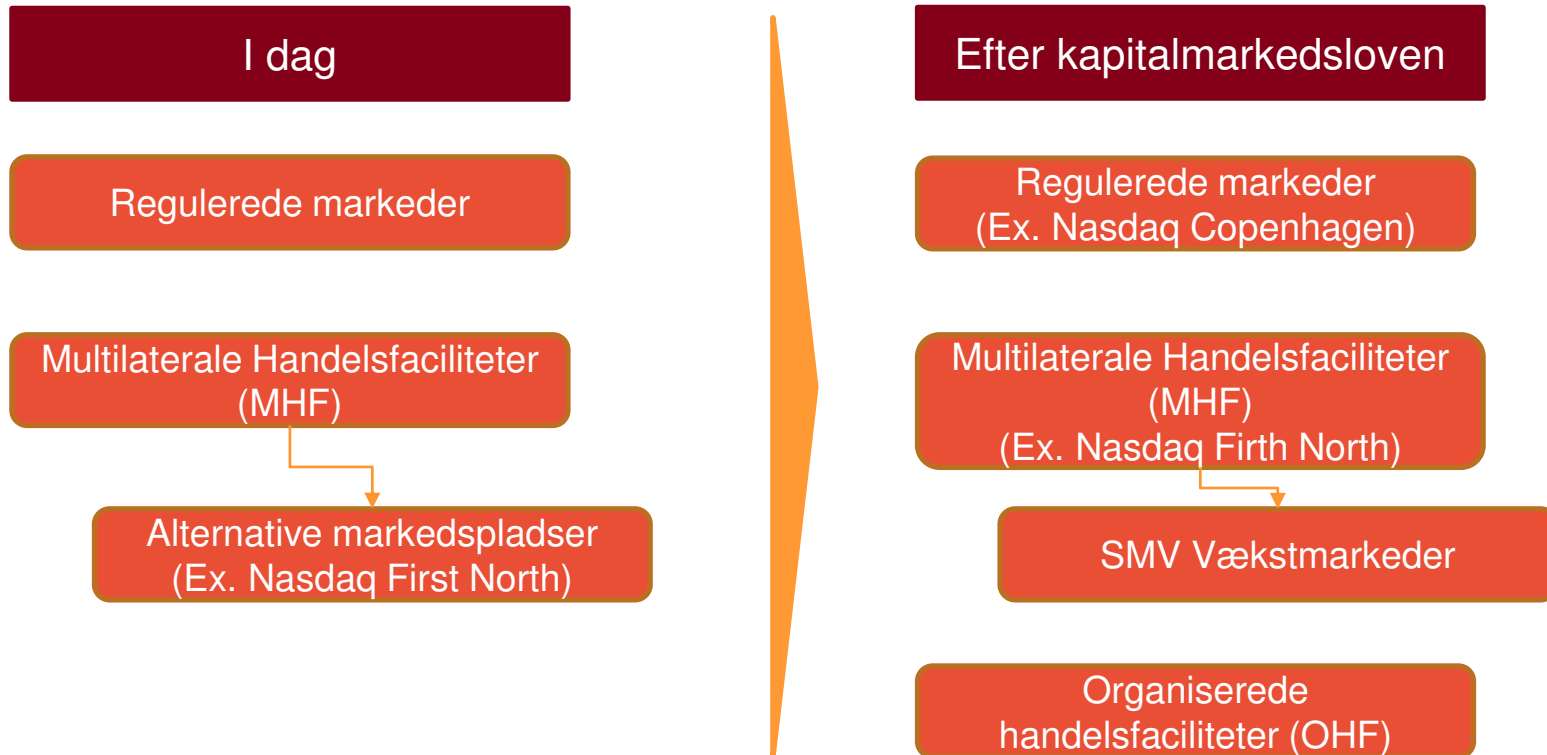 I dag
Regulerede markeder
Multilaterale Handelsfaciliteter
(MHF)
Alternative markedspladser
(Ex. Nasdaq First North)
Efter kapitalmarkedsloven
Regulerede markeder
(Ex. Nasdaq Copenhagen)
Multilaterale Handelsfaciliteter
(MHF)
(Ex. Nasdaq Firth North)
SMV Vækstmarkeder
Organiserede
handelsfaciliteter (OHF)